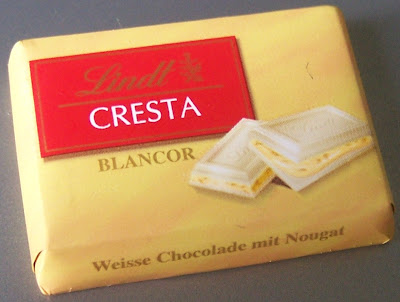 Lindt
CRESTA
BLANCOR
Weisse Chocolade mit Nougat